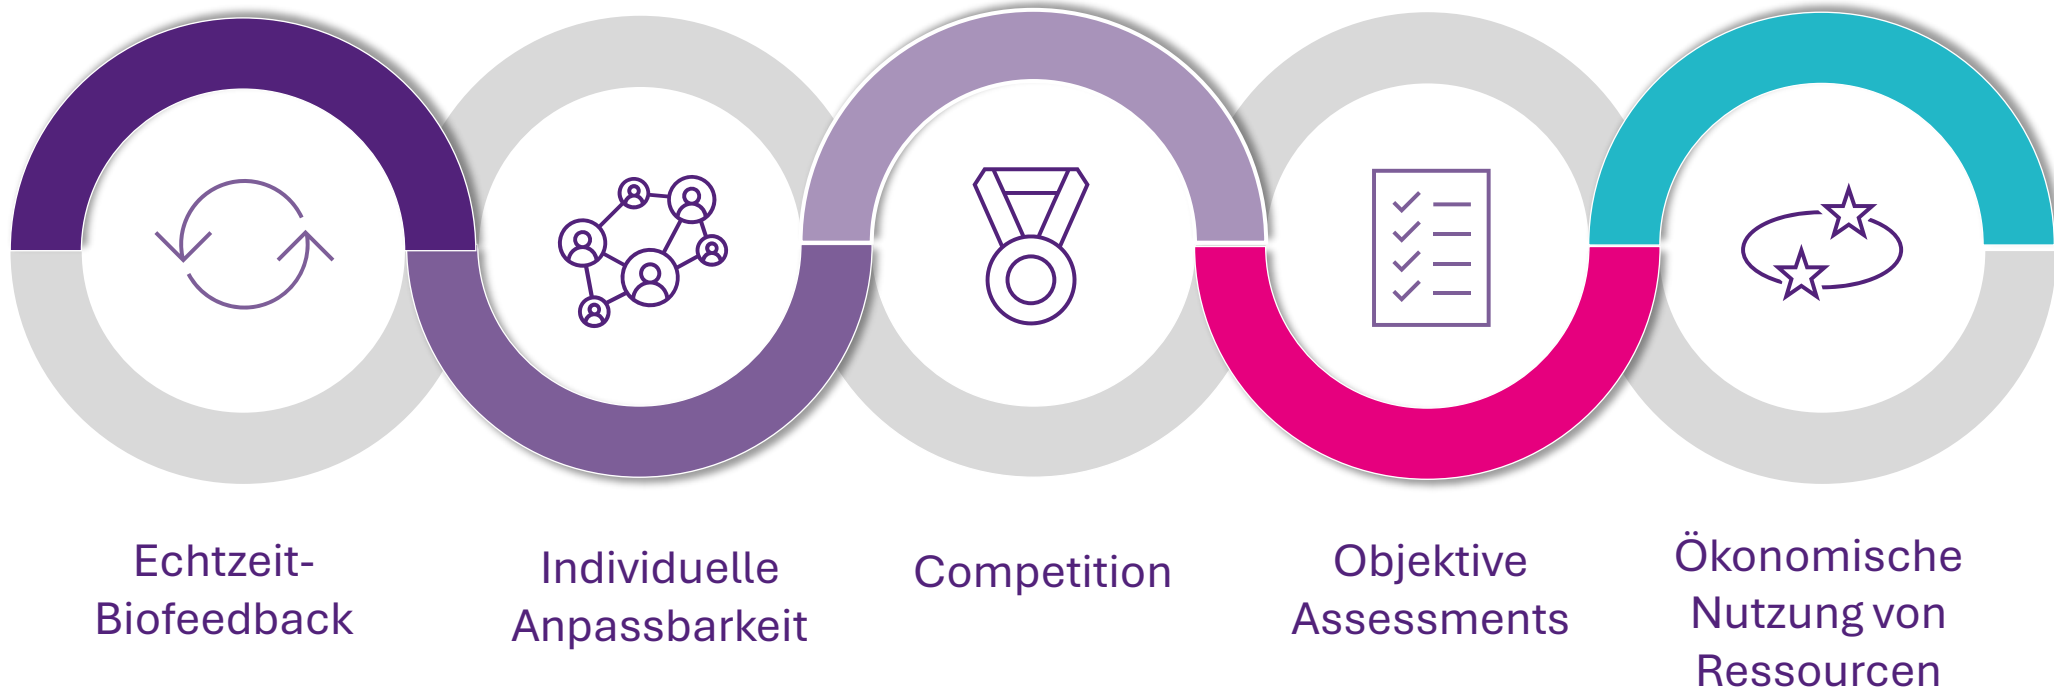 Echtzeit-
Biofeedback
Individuelle
Anpassbarkeit
Competition
Objektive
Assessments
Ökonomische
Nutzung von
Ressourcen